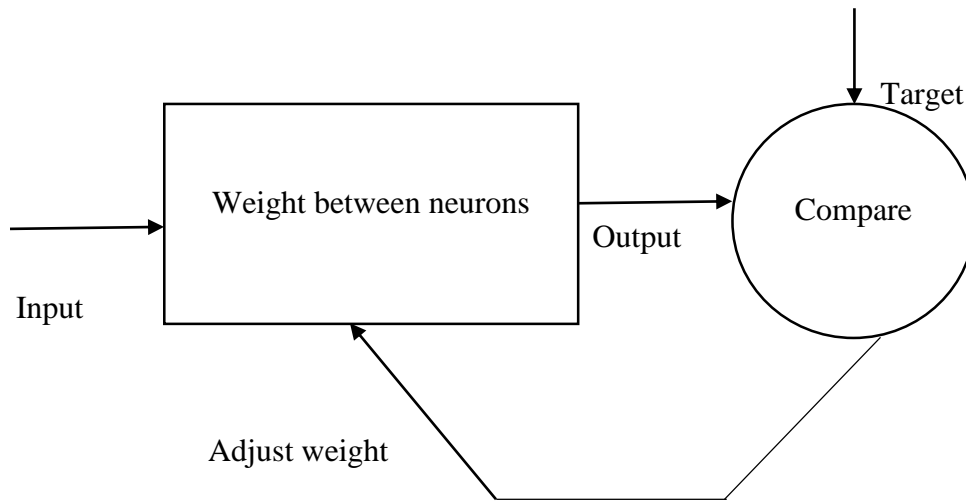 Target
Weight between neurons
Compare
Output
Input
Adjust weight